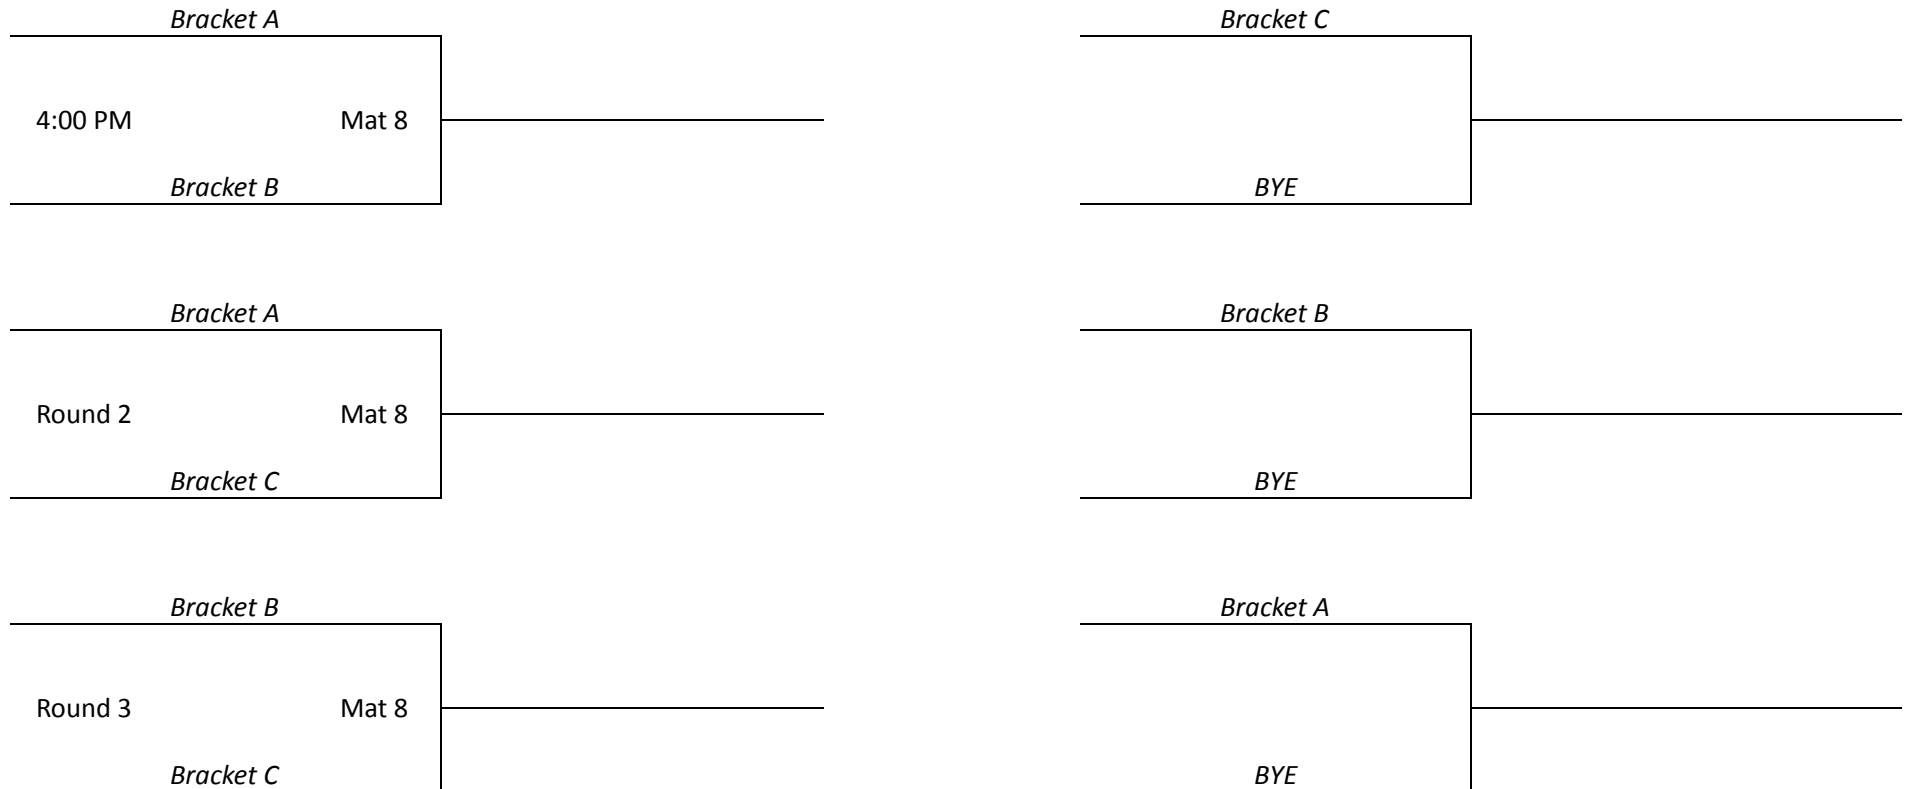 Bracket A
4:00 PM Mat 8
Bracket B
Bracket C
BYE
Bracket A
Round 2 Mat 8
Bracket C
Bracket B
BYE
Bracket B
Round 3 Mat 8
Bracket C
Bracket A
BYE